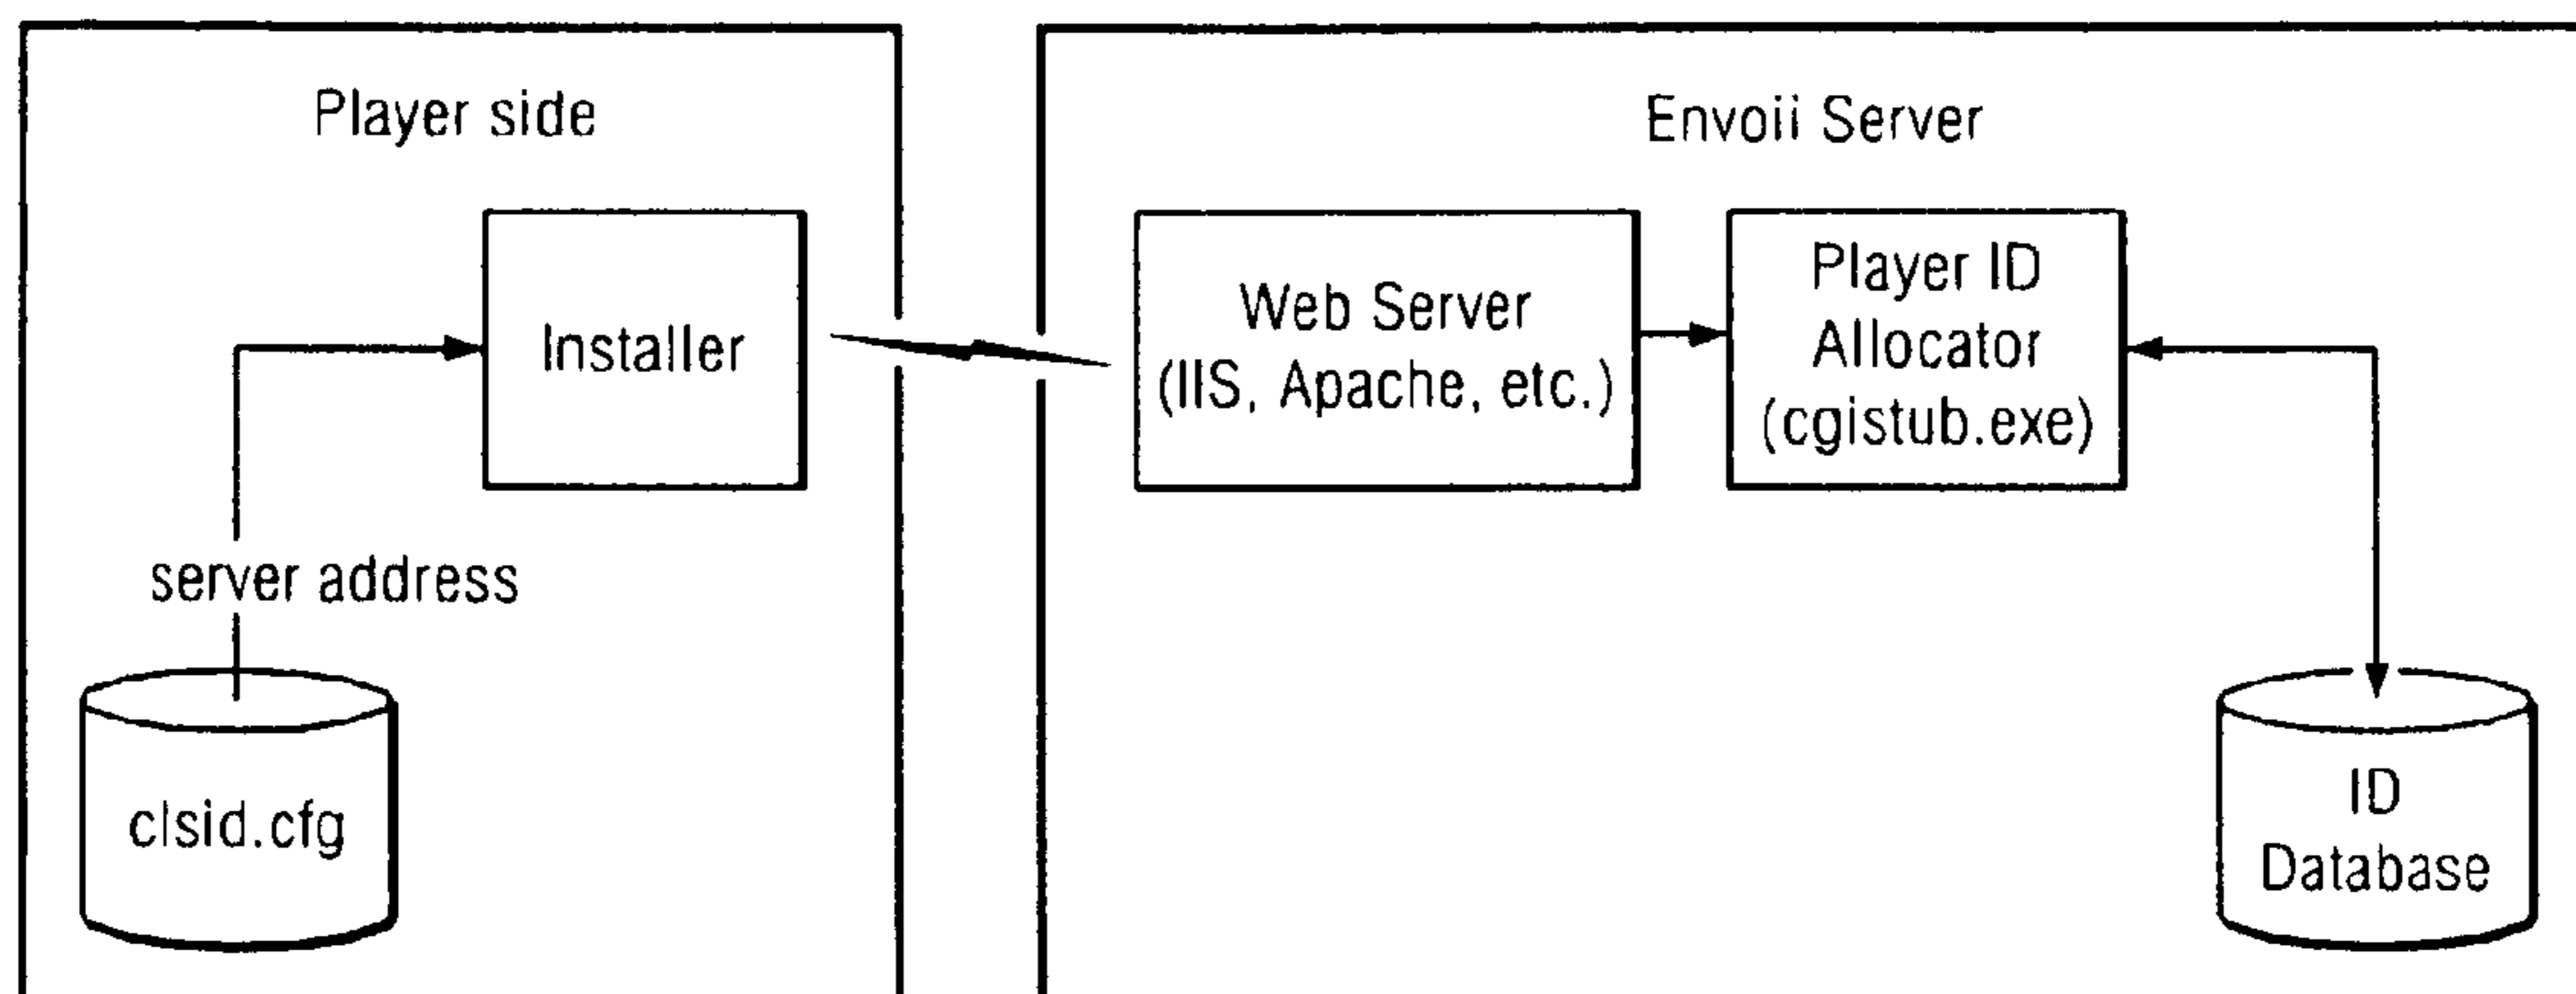 Player side
Installer
server address
clsid.cfg
Envoii Server
Web Server
(IIS, Apache, etc.)
Player ID
Allocator
(cgistub.exe)
ID
Database